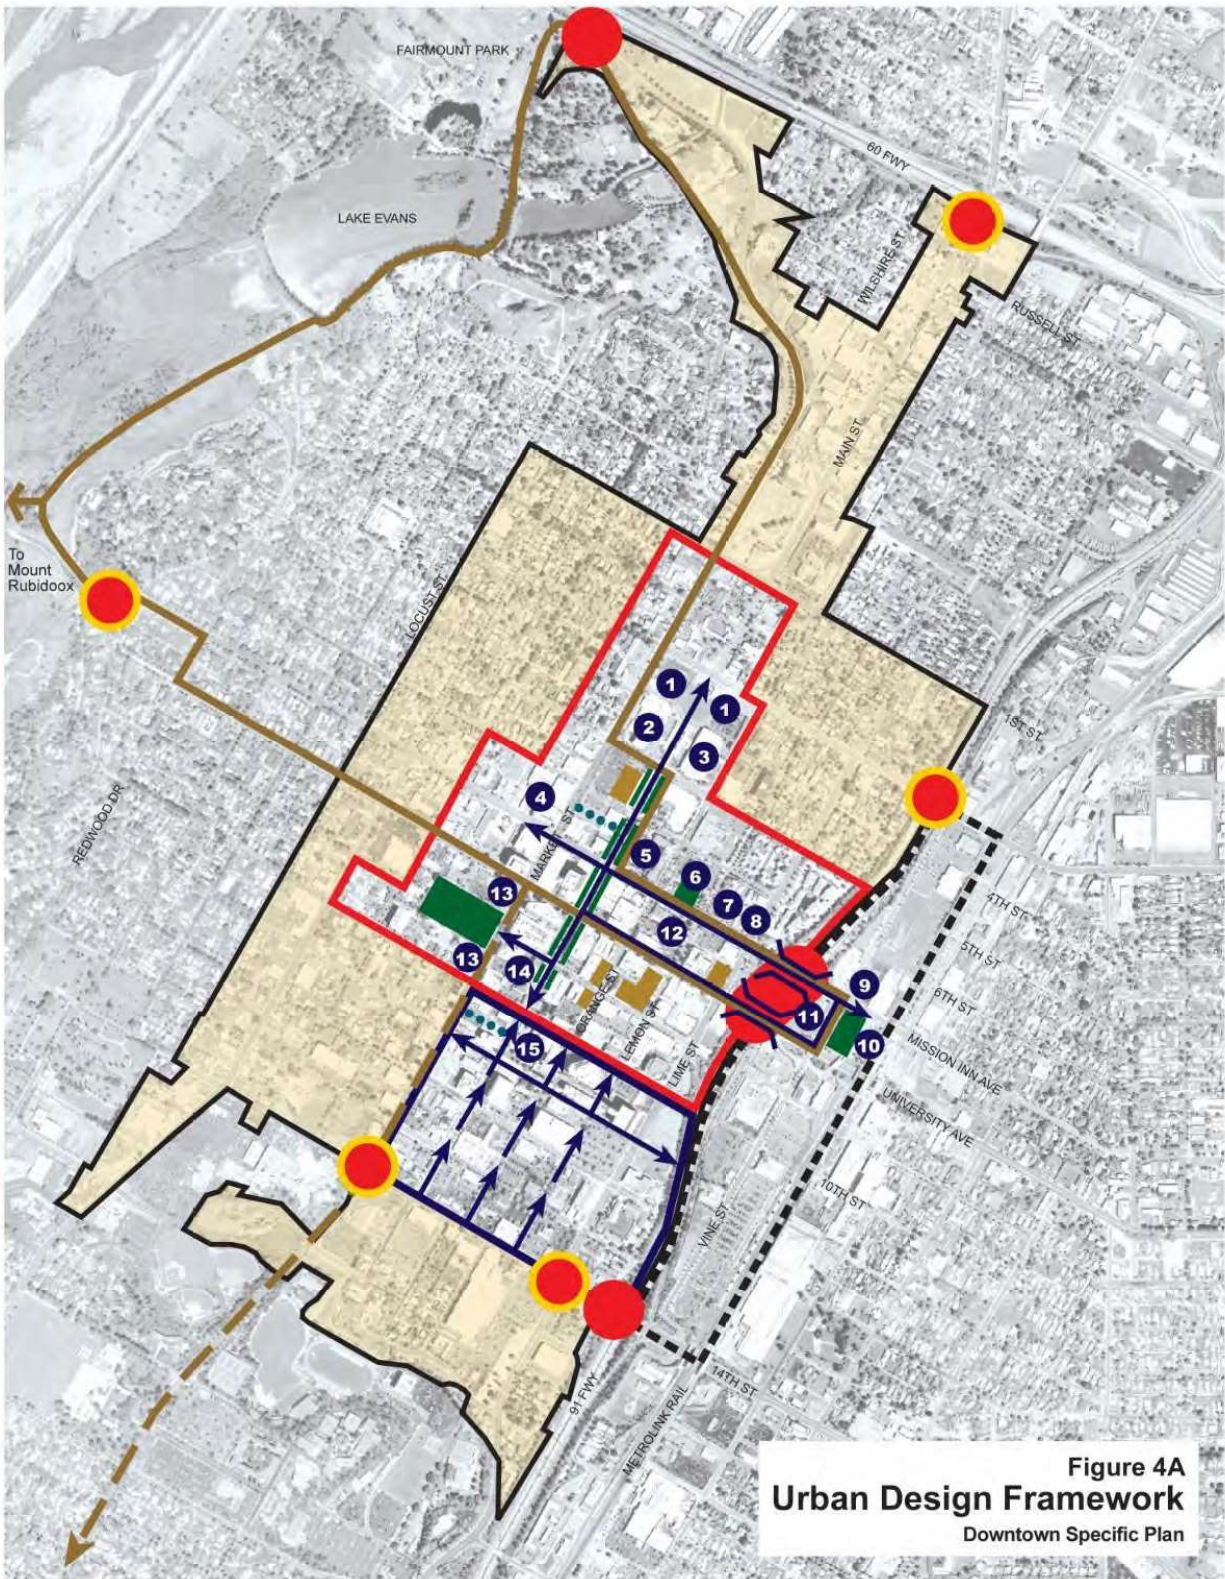 FAIRMOUNT PARK
60 FWY
LAKE EVANS
WILSHIRE ST
RUSSELL ST
MAIN ST
To
Mount
Rubidoox
LOCUST ST
1
1
2
3
1ST ST
REDWOOD DR
4
MARKET ST
5
6
7
8
4TH ST
5TH ST
6TH ST
13
12
13
14
9
11
10
ORANGE ST
LEMON ST
LIME ST
15
MISSION INN AVE
UNIVERSITY AVE
10TH ST
VINE ST
14TH ST
91 FWY
METROLINK RAIL
Figure 4A
Urban Design Framework
Downtown Specific Plan